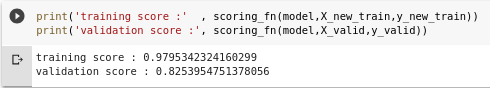 print('training score :'  , scoring_fn(model,X_new_train,y_new_train))
print('validation score :', scoring_fn(model,X_valid,y_valid))
training score : 0.9795342324160299
validation score : 0.8253954751378056